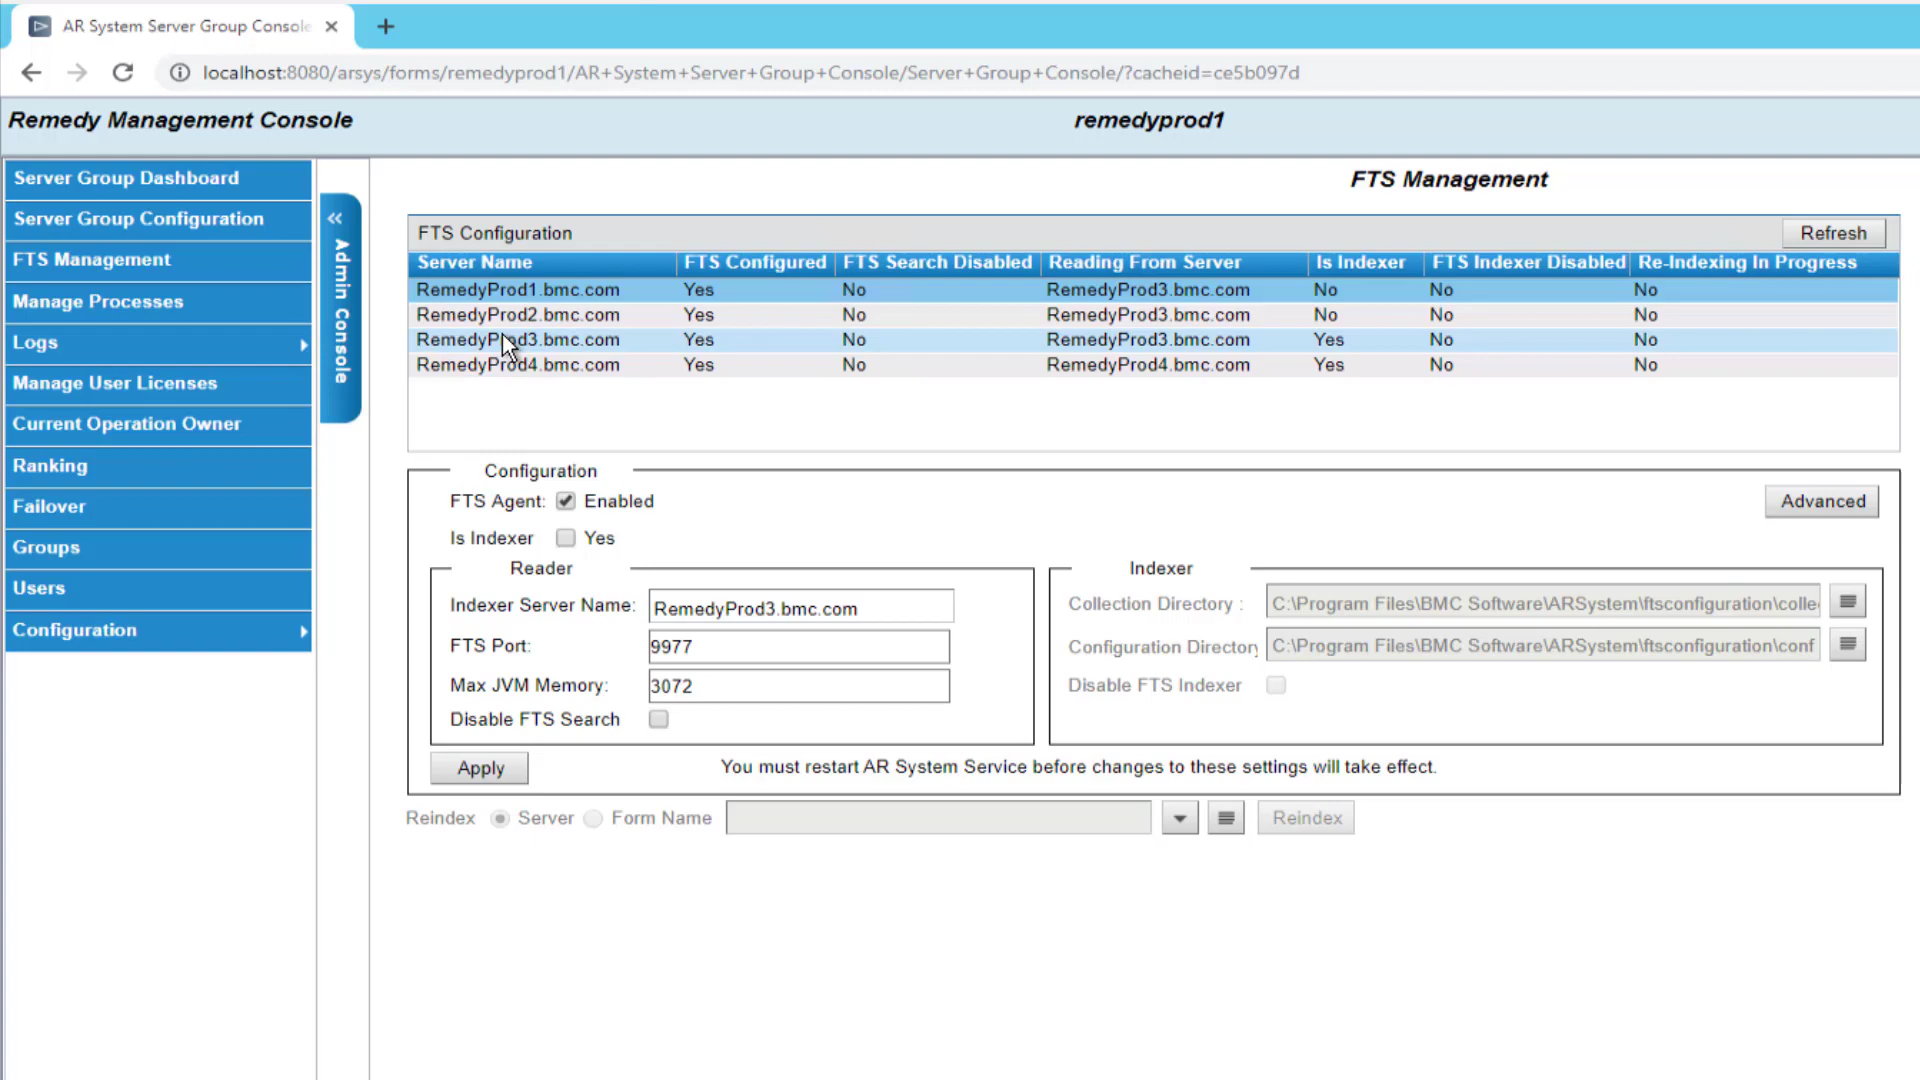 AR System Server Group Console
localhost:8080/arsys/forms/remedyprod1/AR+System+Server+Group+Console/Server+Group+Console/?cacheid=ce5b097d
Remedy Management Console
remedyprod1
Server Group Dashboard
Server Group Configuration
FTS Management
Manage Processes
Logs
Manage User Licenses
Current Operation Owner
Ranking
Failover
Groups
Users
Configuration
« Admin Console
FTS Management
FTS Configuration Refresh
Server Name FTS Configured FTS Search Disabled Reading From Server Is Indexer FTS Indexer Disabled Re-Indexing In Progress
RemedyProd1.bmc.com Yes No RemedyProd3.bmc.com No No No
RemedyProd2.bmc.com Yes No RemedyProd3.bmc.com No No No
RemedyProd3.bmc.com Yes No RemedyProd3.bmc.com Yes No No
RemedyProd4.bmc.com Yes No RemedyProd4.bmc.com Yes No No
Configuration
FTS Agent: Enabled Advanced
Is Indexer Yes
Reader
Indexer Server Name: RemedyProd3.bmc.com
FTS Port: 9977
Max JVM Memory: 3072
Disable FTS Search
Indexer
Collection Directory : C:\Program Files\BMC Software\ARSystem\ftsconfiguration\colle
Configuration Directory C:\Program Files\BMC Software\ARSystem\ftsconfiguration\conf
Disable FTS Indexer
Apply You must restart AR System Service before changes to these settings will take effect.
Reindex Server Form Name Reindex